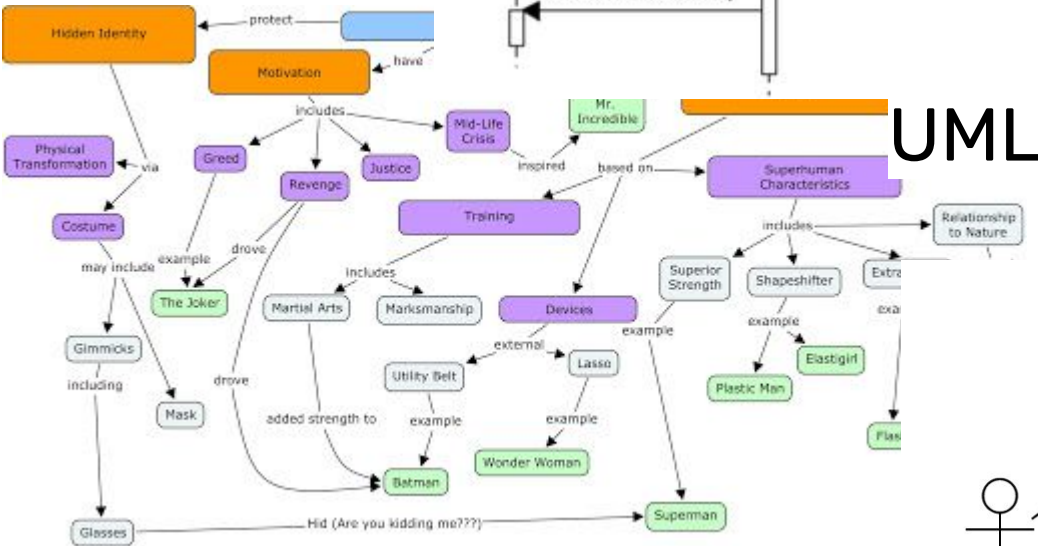 protect
Hidden Identity
have
Motivation
includes
Mid-Life
Crisis
Mr.
Incredible
UML
Physical
Transformation
via
Greed
Justice
inspired
based on
Superhuman
Characteristics
Revenge
Training
Costume
includes
Relationship
to Nature
may include
example
drove
includes
Superior
Strength
Shapeshifter
The Joker
Martial Arts
Marksmanship
Devices
example
example
Gimmicks
external
Utility Belt
Lasso
Elastigirl
including
drove
Plastic Man
Mask
added strength to
example
example
Wonder Woman
Batman
Glasses
Hid (Are you kidding me???)
Superman